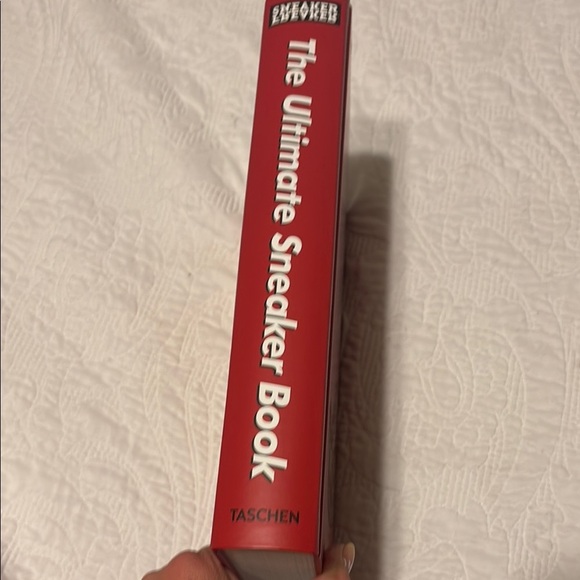 SNEAKER
FREAKER
The Ultimate Sneaker Book
TASCHEN